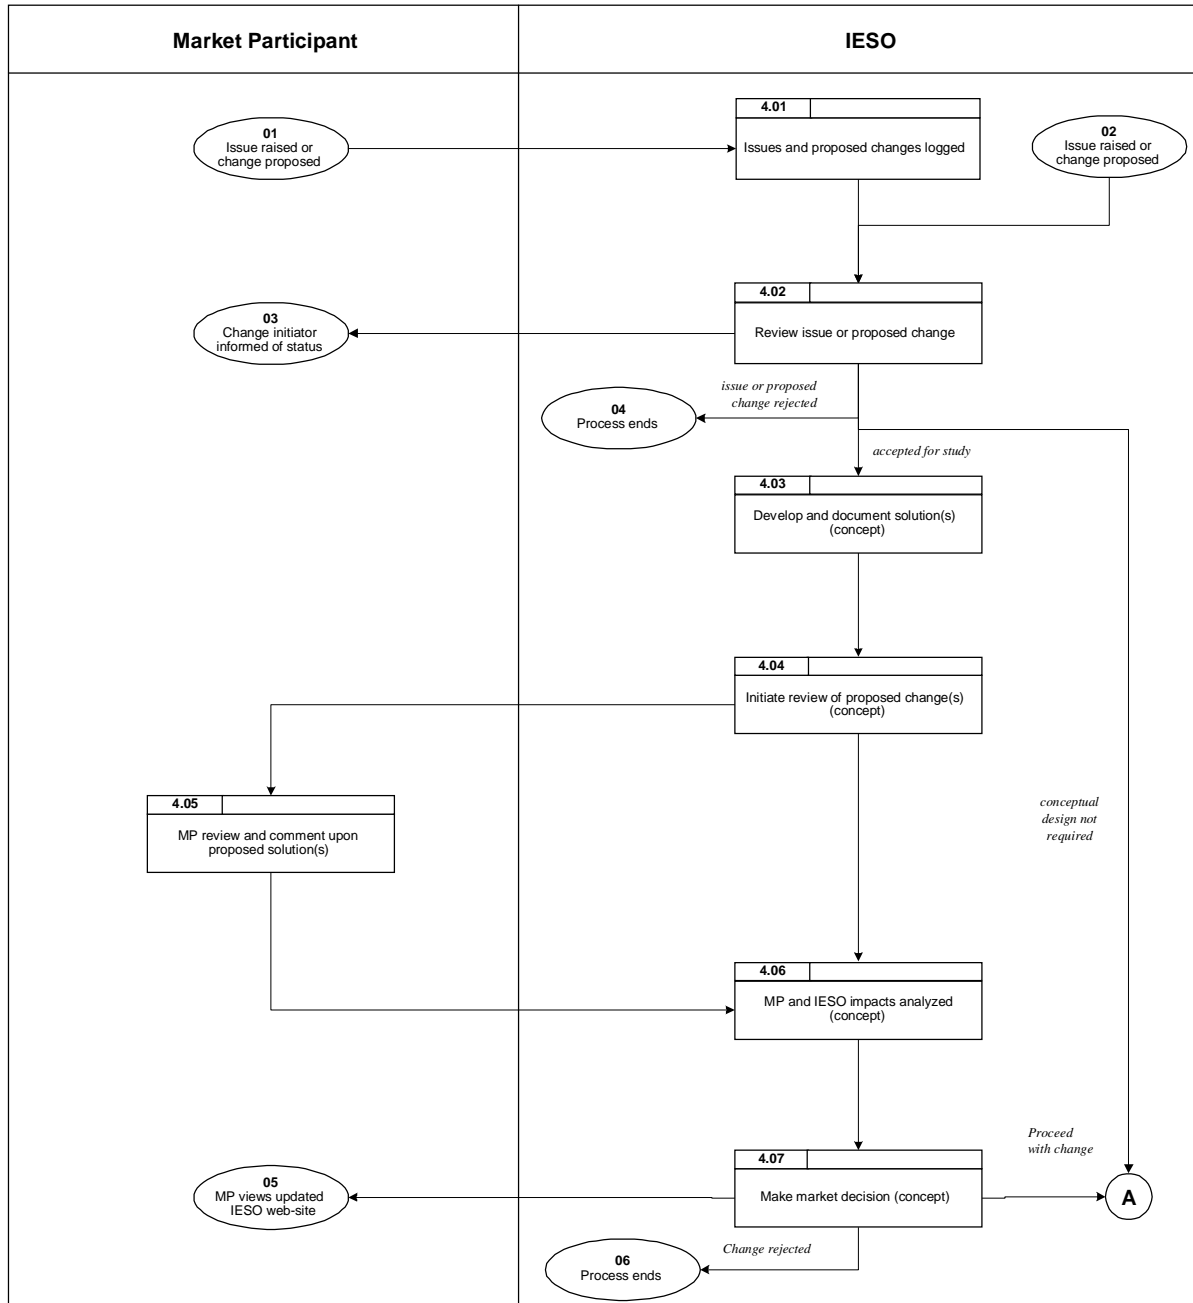 Market Participant
IESO
01
Issue raised or
change proposed
4.01
Issues and proposed changes logged
02
Issue raised or
change proposed
03
Change initiator
informed of status
4.02
Review issue or proposed change
issue or proposed
change rejected
04
Process ends
accepted for study
4.03
Develop and document solution(s)
(concept)
4.04
Initiate review of proposed change(s)
(concept)
4.05
MP review and comment upon
proposed solution(s)
conceptual
design not
required
4.06
MP and IESO impacts analyzed
(concept)
Proceed
with change
4.07
Make market decision (concept)
A
05
MP views updated
IESO web-site
Change rejected
06
Process ends